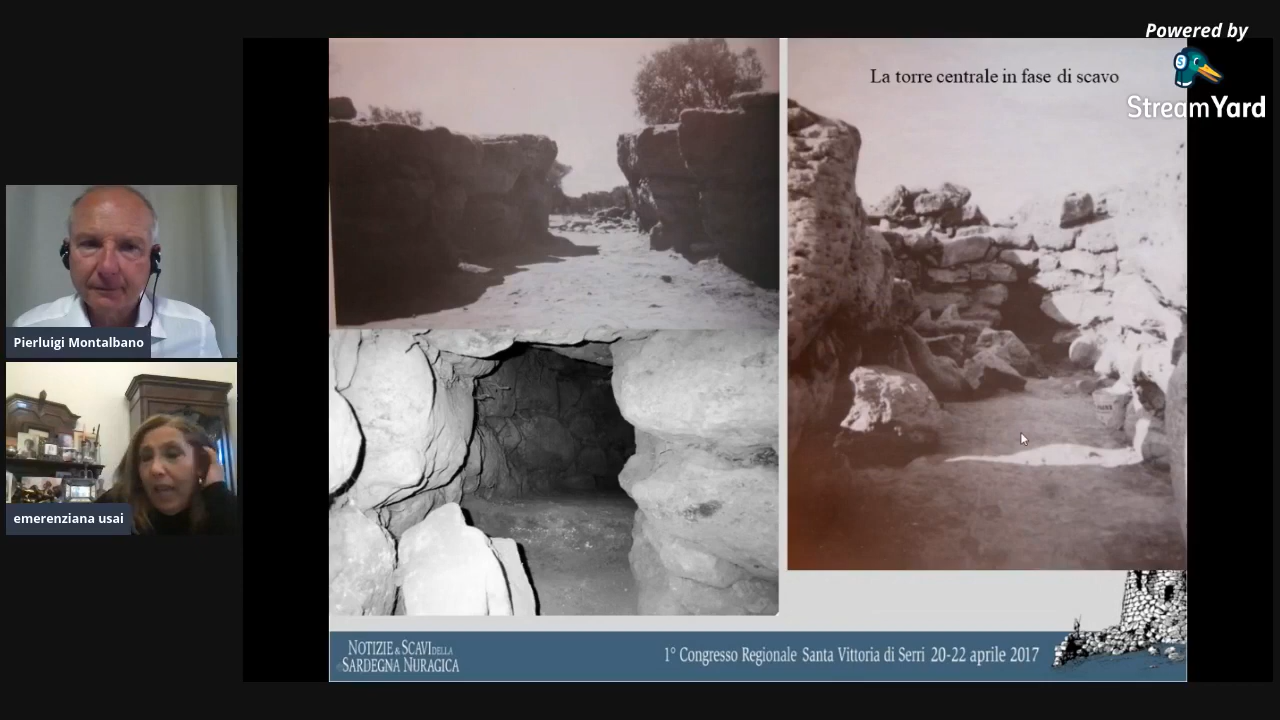 Powered by
StreamYard
La torre centrale in fase di scavo
Pierluigi Montalbano
emerenziana usai
NOTIZIE & SCAVI DELLA
SARDEGNA NURAGICA
1° Congresso Regionale Santa Vittoria di Serri 20-22 aprile 2017